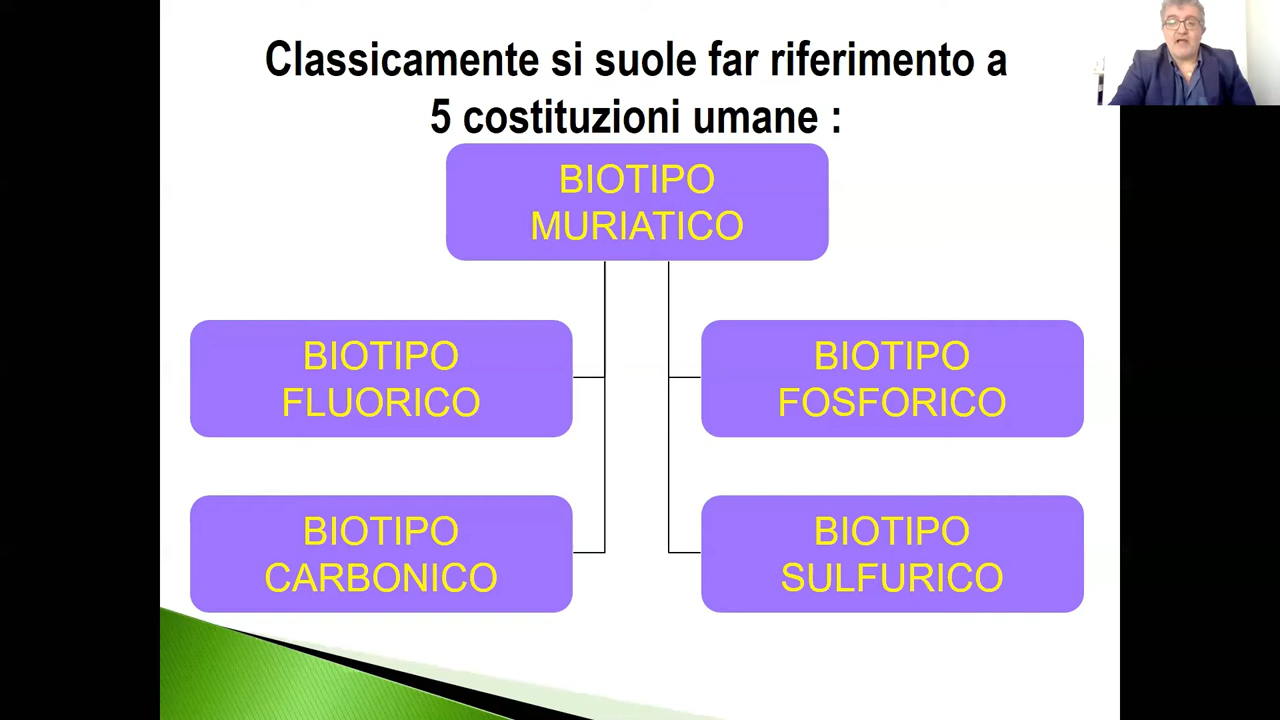 Classicamente si suole far riferimento a
5 costituzioni umane :
BIOTIPO
MURIATICO
BIOTIPO
FLUORICO
BIOTIPO
FOSFORICO
BIOTIPO
CARBONICO
BIOTIPO
SULFURICO